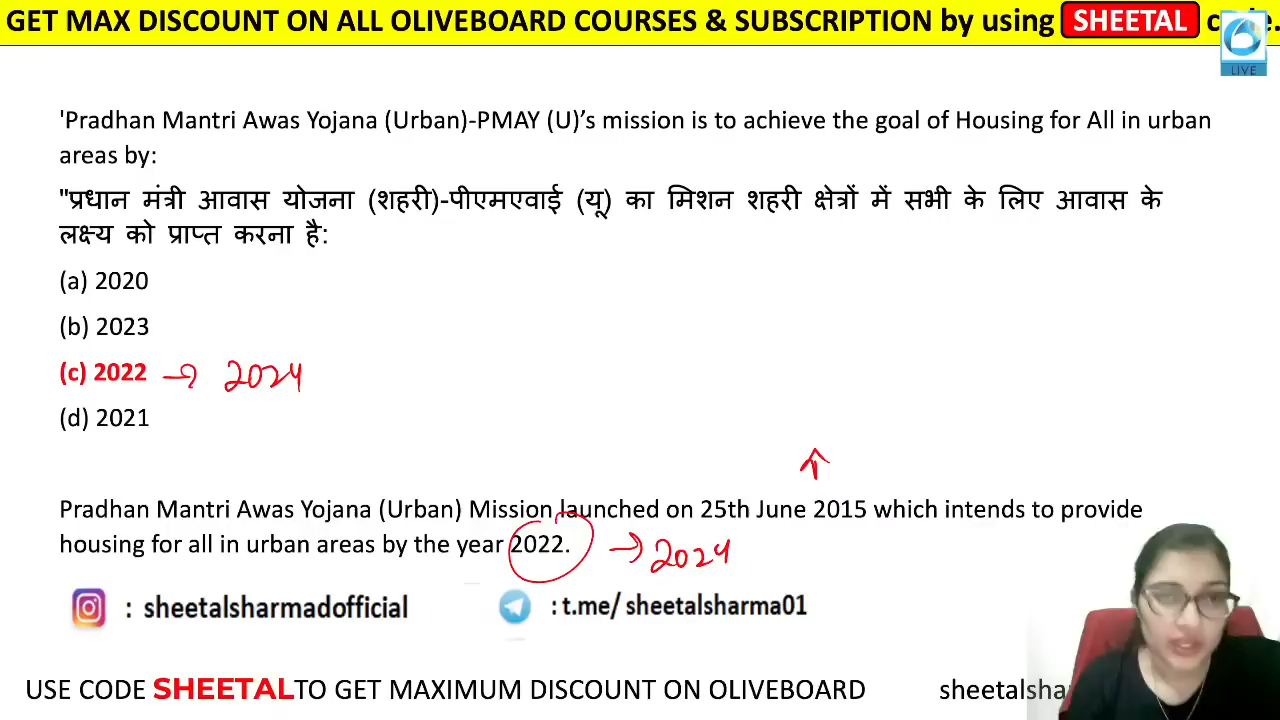 GET MAX DISCOUNT ON ALL OLIVEBOARD COURSES & SUBSCRIPTION by using SHEETAL code.
LIVE
'Pradhan Mantri Awas Yojana (Urban)-PMAY (U)’s mission is to achieve the goal of Housing for All in urban
areas by:
"प्रधान मंत्री आवास योजना (शहरी)-पीएमएवाई (यू) का मिशन शहरी क्षेत्रों में सभी के लिए आवास के
लक्ष्य को प्राप्त करना है:
(a) 2020
(b) 2023
(c) 2022 → 2024
(d) 2021
Pradhan Mantri Awas Yojana (Urban) Mission launched on 25th June 2015 which intends to provide
housing for all in urban areas by the year 2022. → 2024
: sheetalsharmadofficial : t.me/ sheetalsharma01
USE CODE SHEETAL TO GET MAXIMUM DISCOUNT ON OLIVEBOARD sheetalsha